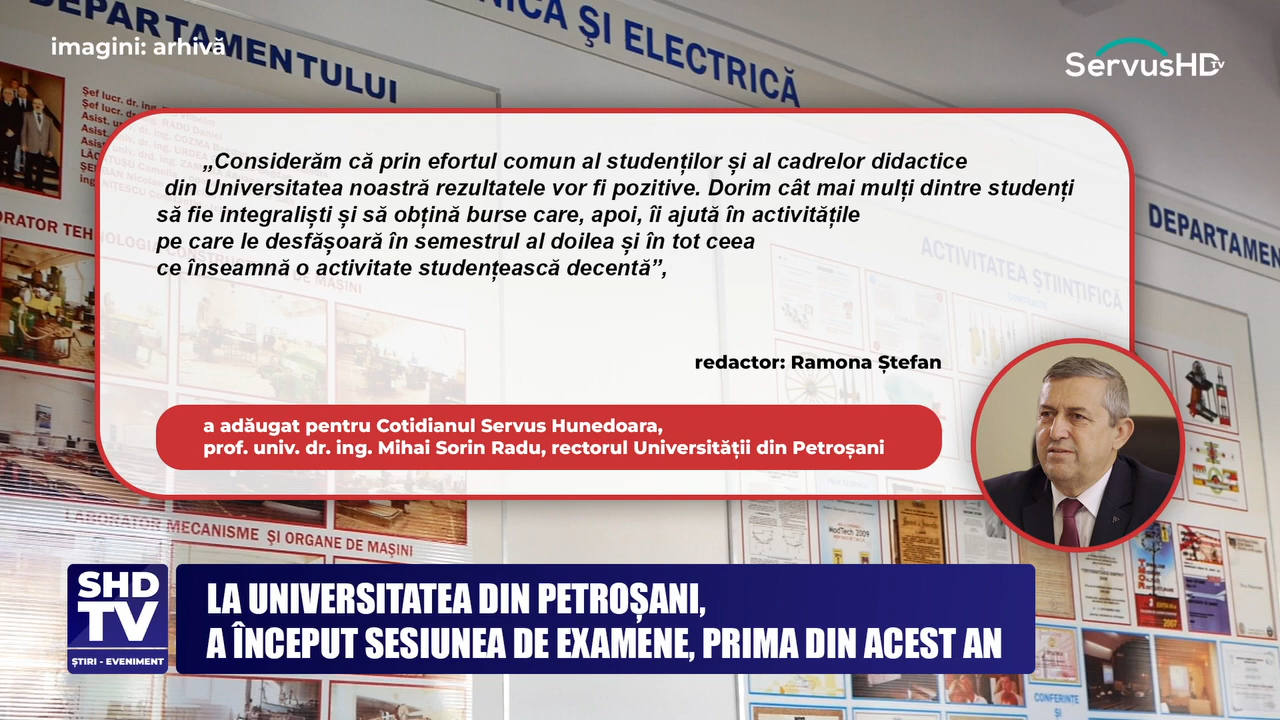 DEPARTAMENTULUI
ICA ȘI ELECTRICĂ
imagini: arhivă
ServusHD TV
DEPARTAMEN
„Considerăm că prin efortul comun al studenților și al cadrelor didactice
din Universitatea noastră rezultatele vor fi pozitive. Dorim cât mai mulți dintre studenți
să fie integraliști și să obțină burse care, apoi, îi ajută în activitățile
pe care le desfășoară în semestrul al doilea și în tot ceea
ce înseamnă o activitate studențească decentă”,
ACTIVITATEA ȘTIINȚIFICĂ
redactor: Ramona Ștefan
a adăugat pentru Cotidianul Servus Hunedoara,
prof. univ. dr. ing. Mihai Sorin Radu, rectorul Universității din Petroșani
LABORATOR MECANISME ȘI ORGANE DE MAȘINI
SHD
TV
ȘTIRI - EVENIMENT
LA UNIVERSITATEA DIN PETROȘANI,
A ÎNCEPUT SESIUNEA DE EXAMENE, PRIMA DIN ACEST AN
CONFERINȚE
ȘI